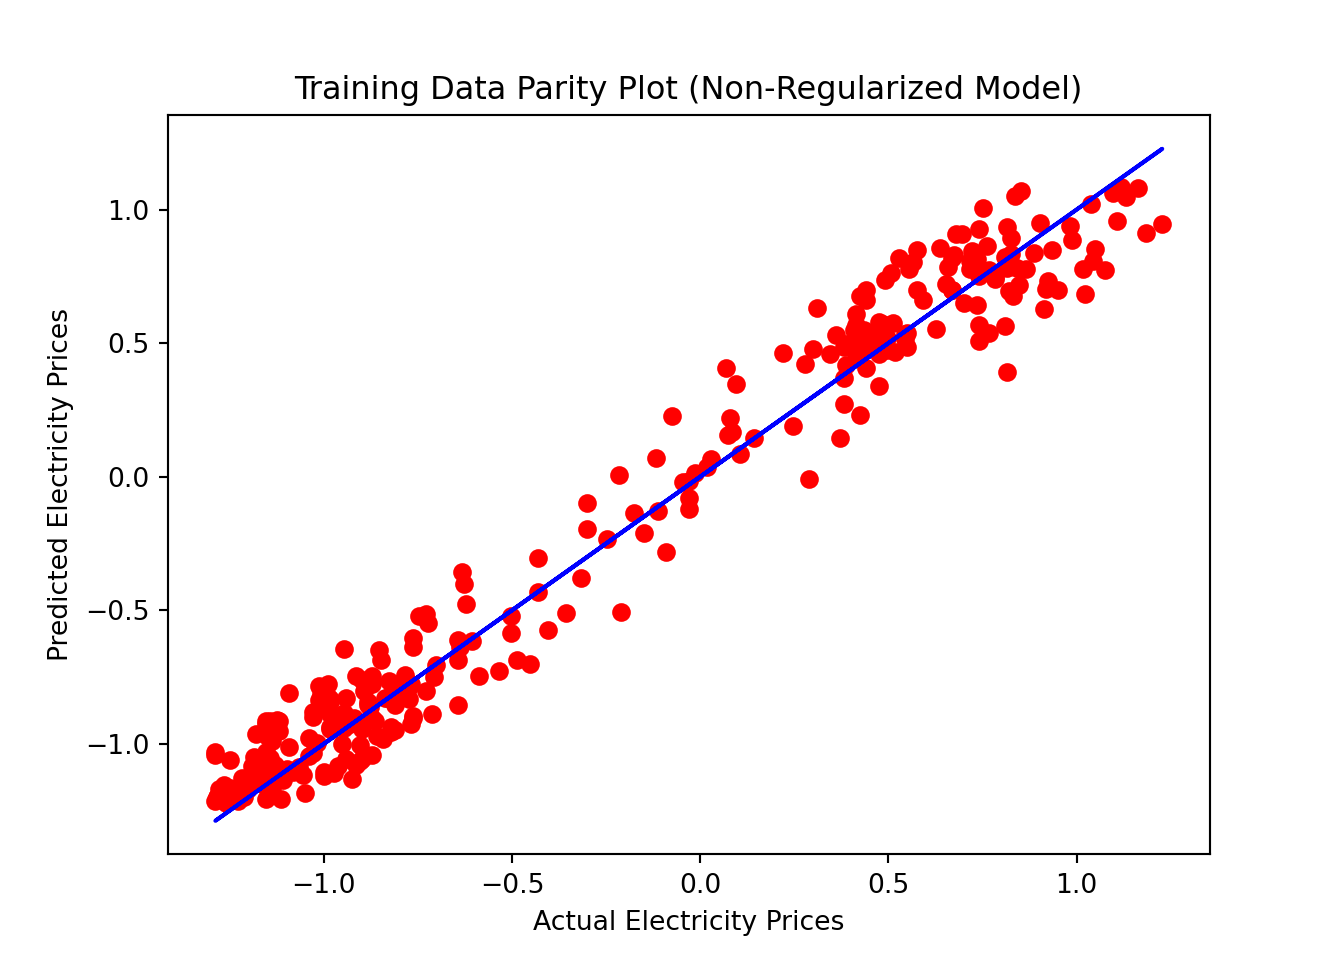 Training Data Parity Plot (Non-Regularized Model)
Predicted Electricity Prices
1.0
0.5
0.0
−0.5
−1.0
−1.0 −0.5 0.0 0.5 1.0
Actual Electricity Prices